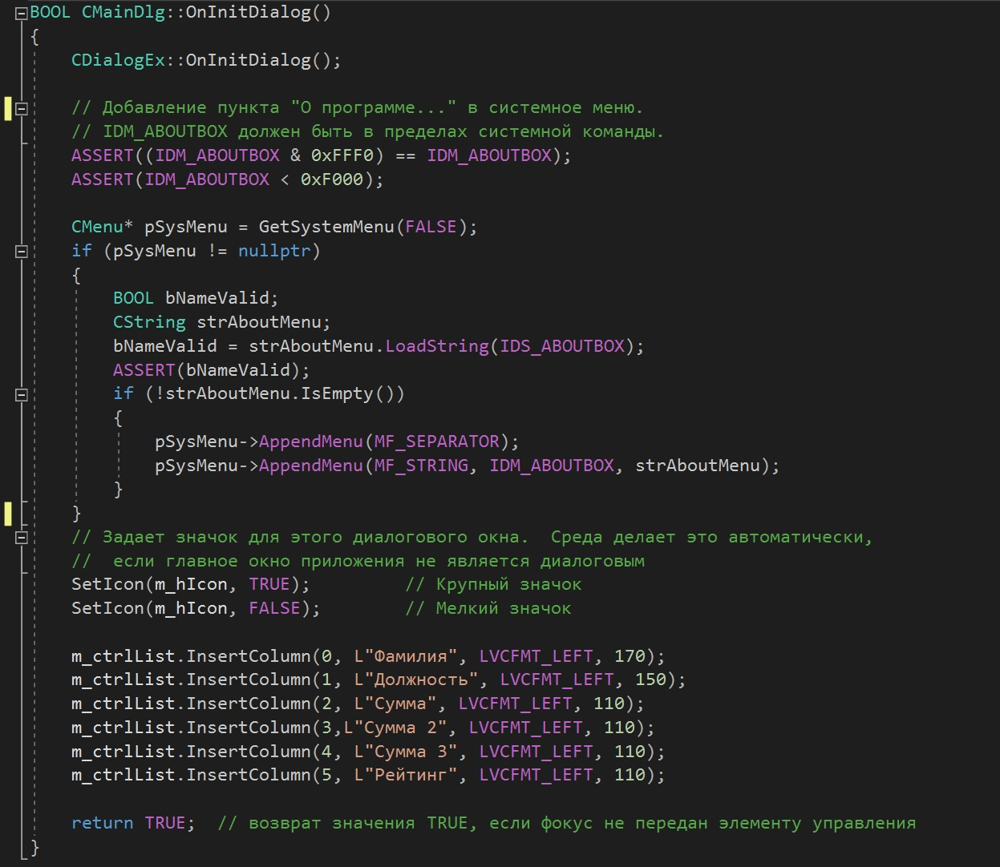 BOOL CMainDlg::OnInitDialog()
{
    CDialogEx::OnInitDialog();

    // Добавление пункта "О программе..." в системное меню.
    // IDM_ABOUTBOX должен быть в пределах системной команды.
    ASSERT((IDM_ABOUTBOX & 0xFFF0) == IDM_ABOUTBOX);
    ASSERT(IDM_ABOUTBOX < 0xF000);

    CMenu* pSysMenu = GetSystemMenu(FALSE);
    if (pSysMenu != nullptr)
    {
        BOOL bNameValid;
        CString strAboutMenu;
        bNameValid = strAboutMenu.LoadString(IDS_ABOUTBOX);
        ASSERT(bNameValid);
        if (!strAboutMenu.IsEmpty())
        {
            pSysMenu->AppendMenu(MF_SEPARATOR);
            pSysMenu->AppendMenu(MF_STRING, IDM_ABOUTBOX, strAboutMenu);
        }
    }
    // Задает значок для этого диалогового окна.  Среда делает это автоматически,
    //  если главное окно приложения не является диалоговым
    SetIcon(m_hIcon, TRUE);         // Крупный значок
    SetIcon(m_hIcon, FALSE);        // Мелкий значок

    m_ctrlList.InsertColumn(0, L"Фамилия", LVCFMT_LEFT, 170);
    m_ctrlList.InsertColumn(1, L"Должность", LVCFMT_LEFT, 150);
    m_ctrlList.InsertColumn(2, L"Сумма", LVCFMT_LEFT, 110);
    m_ctrlList.InsertColumn(3,L"Сумма 2", LVCFMT_LEFT, 110);
    m_ctrlList.InsertColumn(4, L"Сумма 3", LVCFMT_LEFT, 110);
    m_ctrlList.InsertColumn(5, L"Рейтинг", LVCFMT_LEFT, 110);

    return TRUE;  // возврат значения TRUE, если фокус не передан элементу управления
}